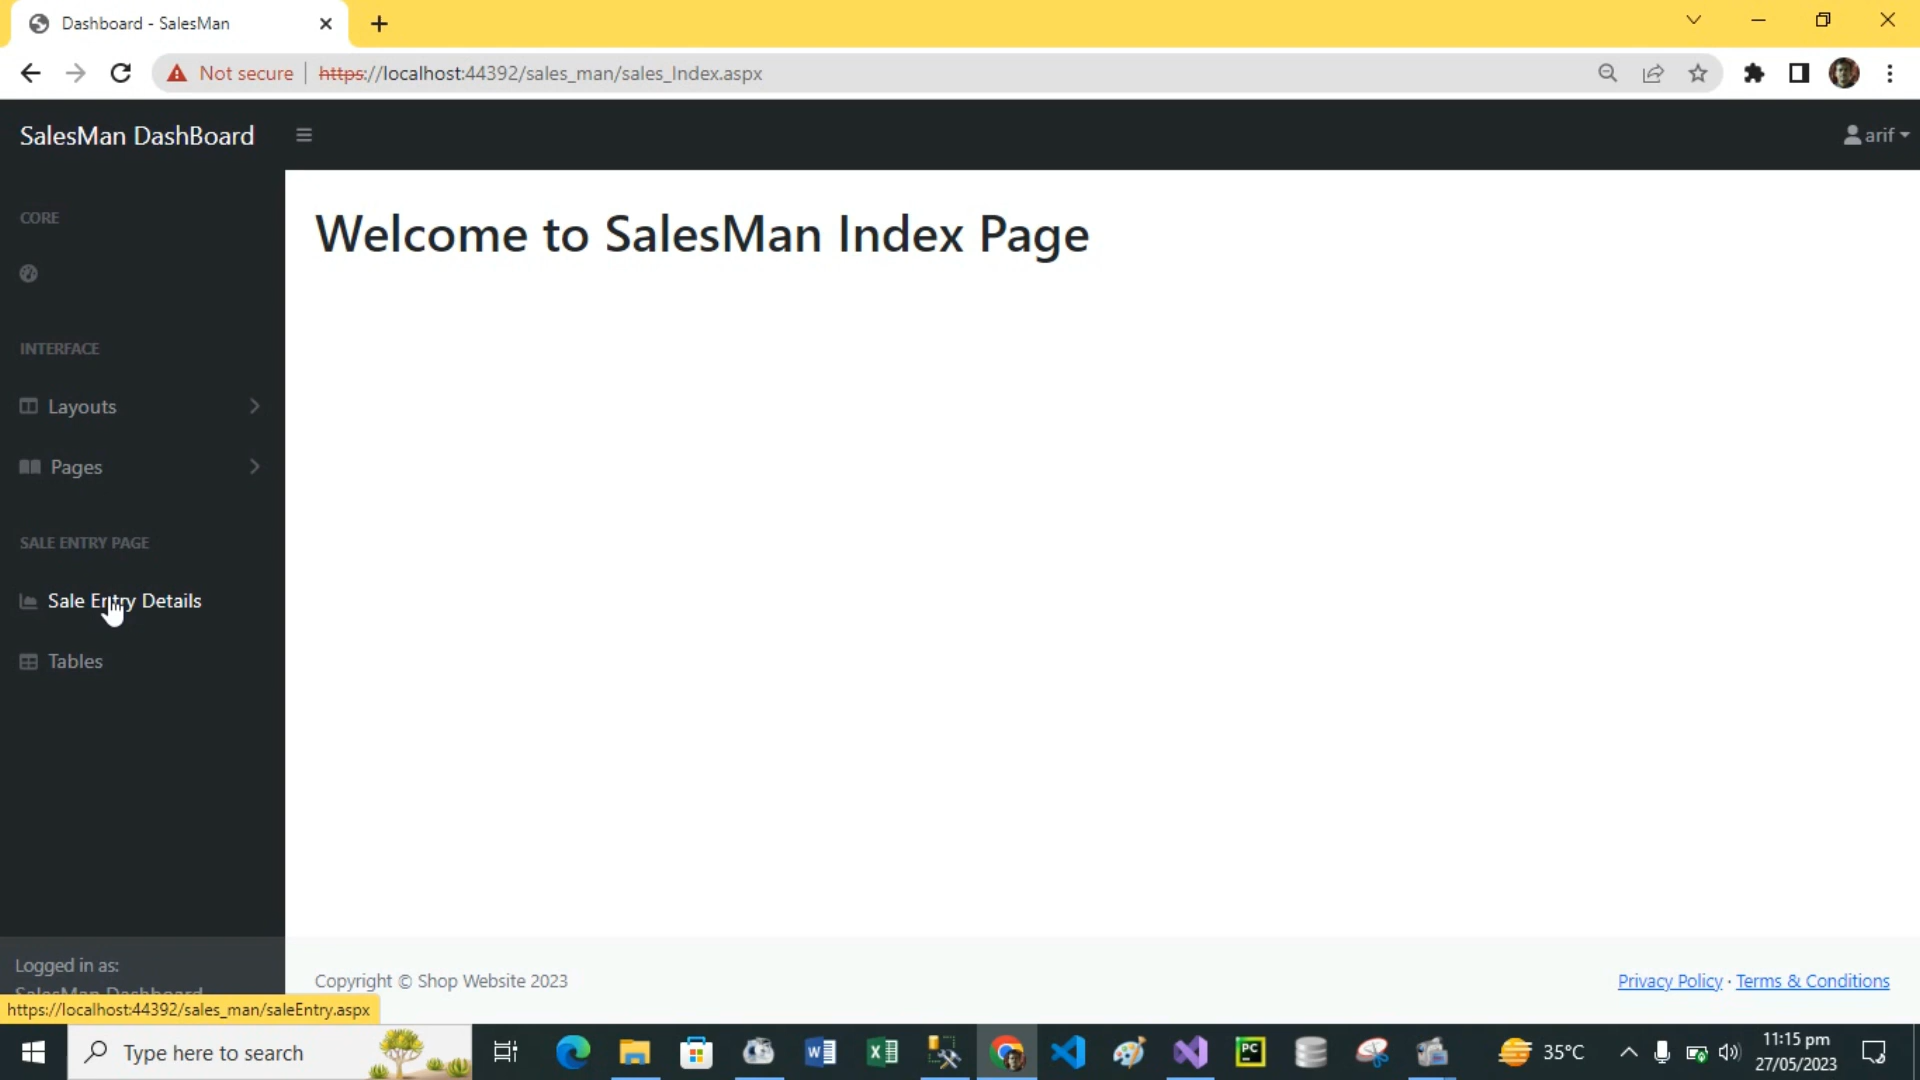 Dashboard - SalesMan
Not secure
https://localhost:44392/sales_man/sales_Index.aspx
SalesMan DashBoard
arif
CORE
Welcome to SalesMan Index Page
INTERFACE
Layouts
Pages
SALE ENTRY PAGE
Sale Entry Details
Tables
Logged in as:
SalesMan Dashboard
Copyright © Shop Website 2023
Privacy Policy · Terms & Conditions
https://localhost:44392/sales_man/saleEntry.aspx
Type here to search
PC
35°C
11:15 pm
27/05/2023